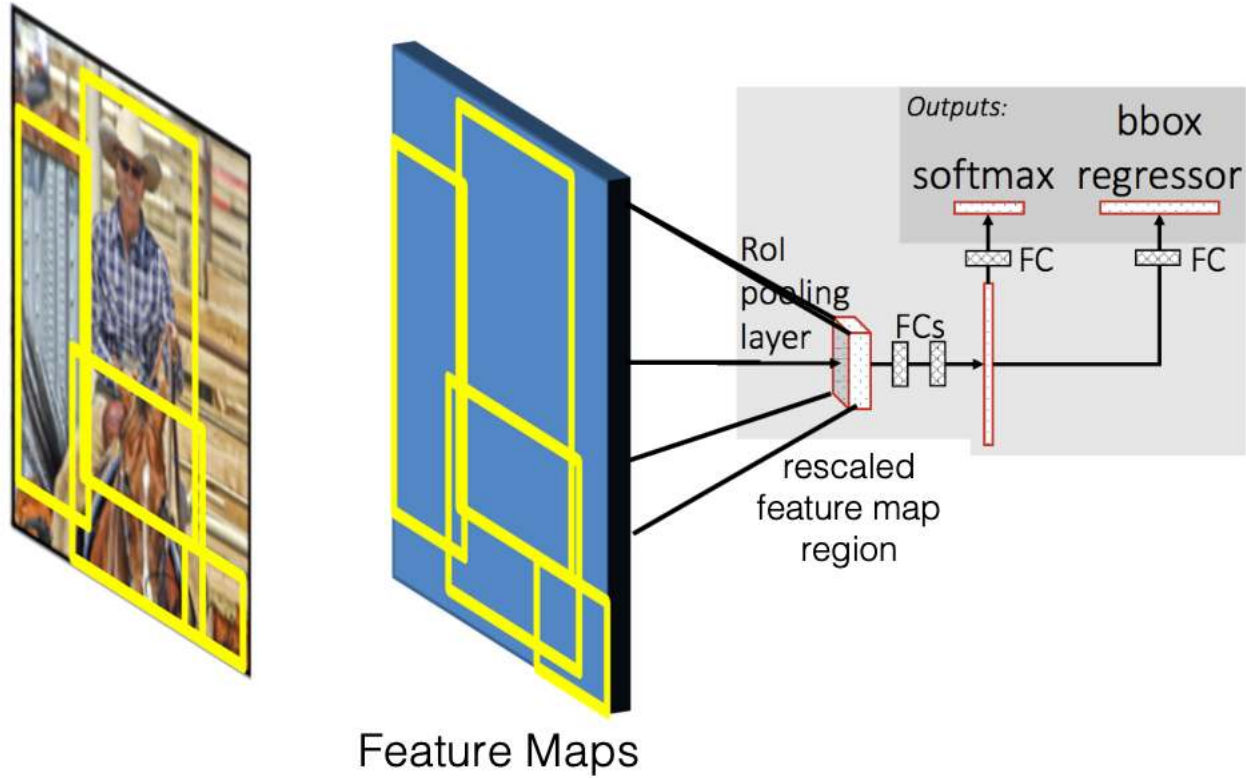 Outputs:
bbox
softmax regressor
RoI
pooling
layer
FC
FC
FCs
rescaled
feature map
region
Feature Maps